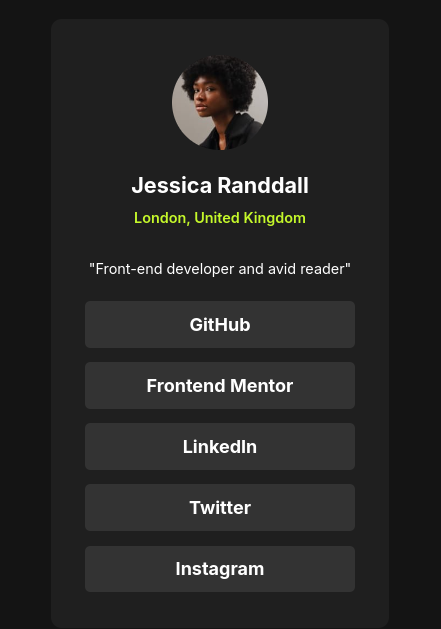 Jessica Randdall
London, United Kingdom
"Front-end developer and avid reader"
GitHub
Frontend Mentor
LinkedIn
Twitter
Instagram